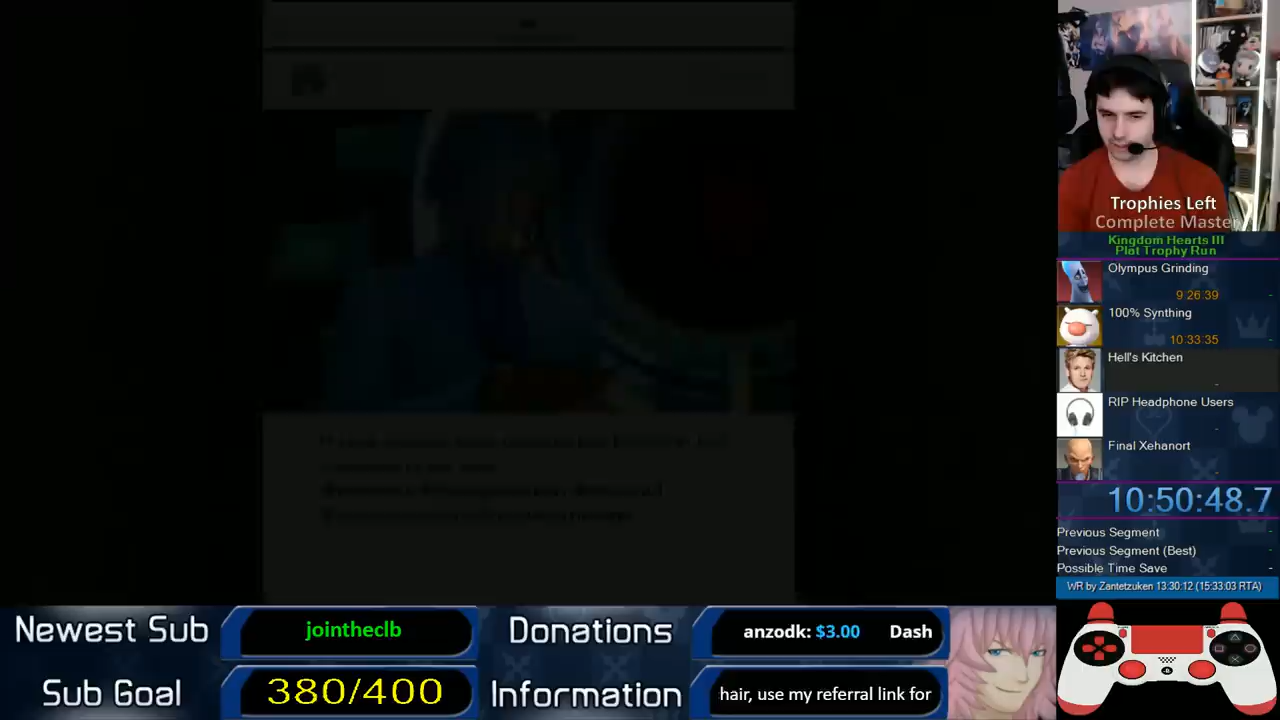 Trophies Left
Complete Master
Kingdom Hearts III
Plat Trophy Run
Olympus Grinding
9:26:39 -
100% Synthing
10:33:35 -
Hell's Kitchen
-
RIP Headphone Users
-
Final Xehanort
-
10:50:48.7
Previous Segment -
Previous Segment (Best) -
Possible Time Save -
WR by Zantetzuken 13:30:12 (15:33:03 RTA)
Newest Sub jointheclb Donations anzodk: $3.00 Dash
Sub Goal 380/400 Information hair, use my referral link for